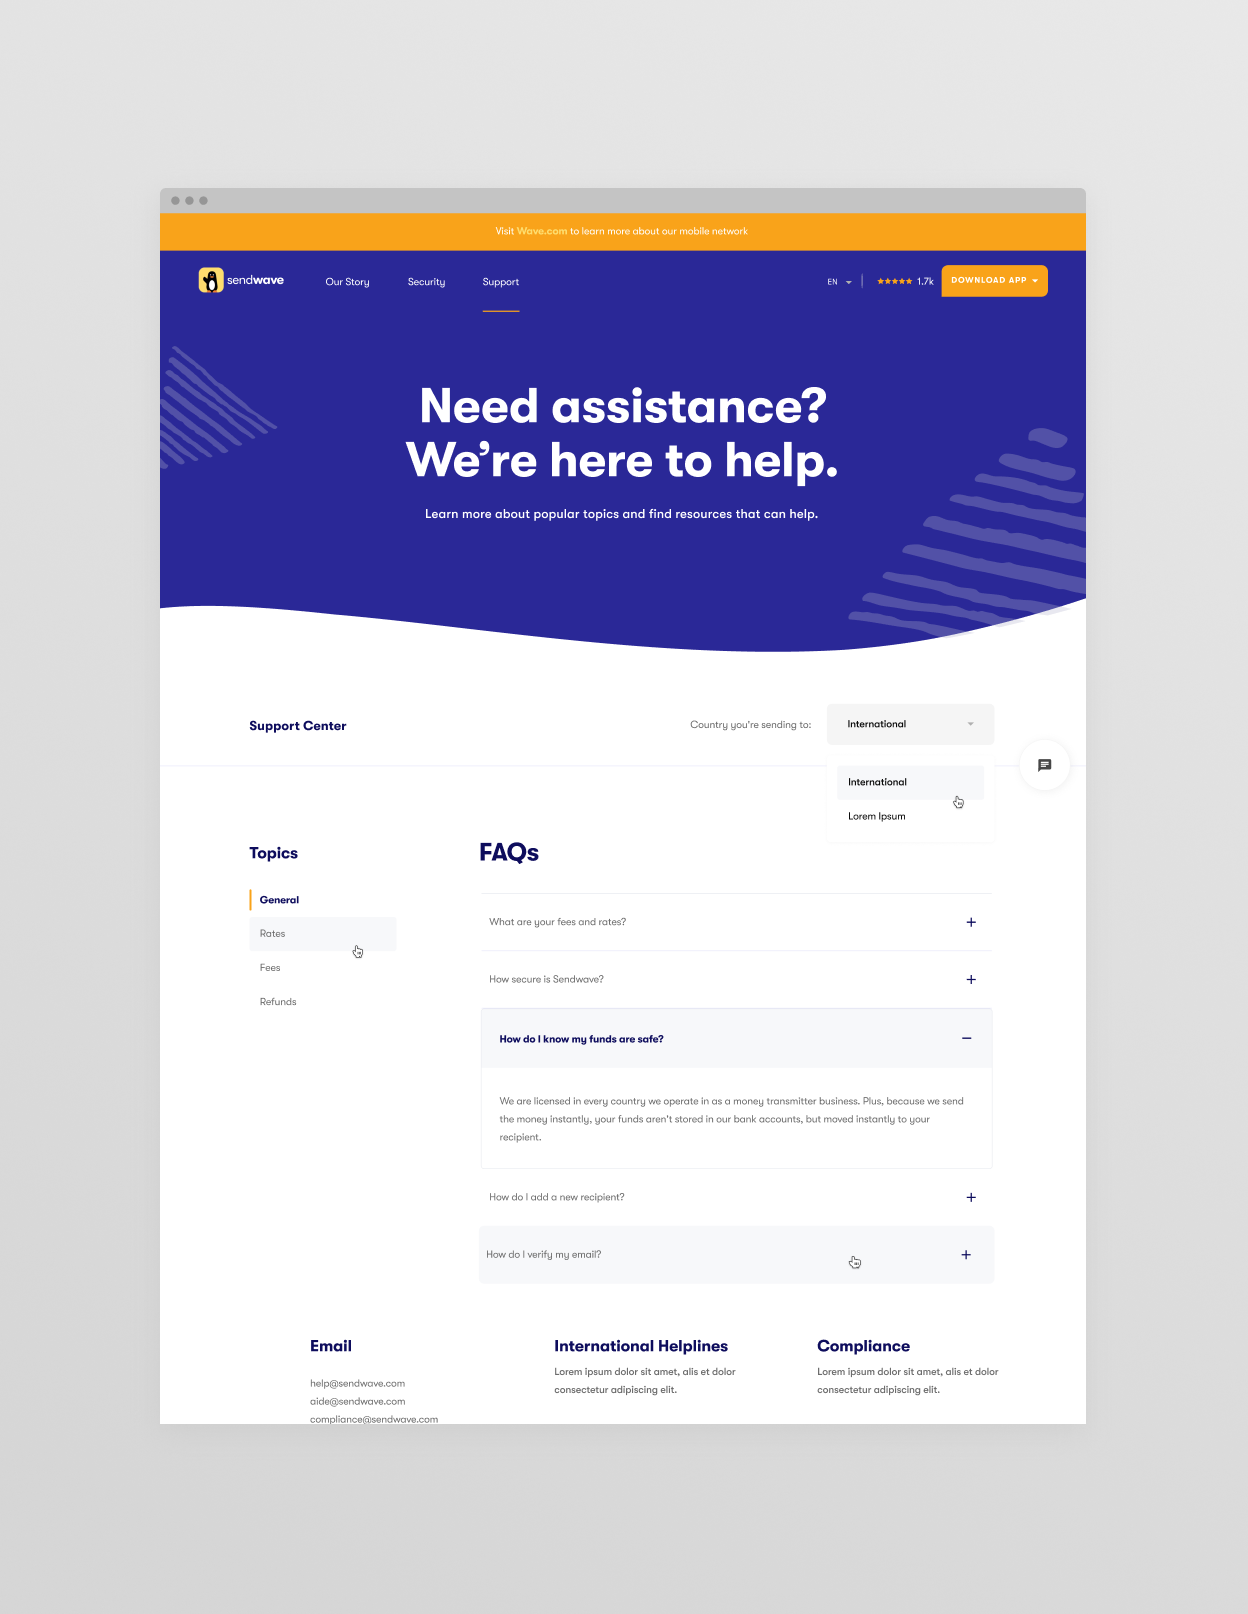 Visit Wave.com to learn more about our mobile network
sendwave
Our Story
Security
Support
EN
1.7k
DOWNLOAD APP
Need assistance?
We’re here to help.
Learn more about popular topics and find resources that can help.
Support Center
Country you're sending to:
International
International
Lorem Ipsum
Topics
General
Rates
Fees
Refunds
FAQs
What are your fees and rates?
How secure is Sendwave?
How do I know my funds are safe?
We are licensed in every country we operate in as a money transmitter business. Plus, because we send
the money instantly, your funds aren't stored in our bank accounts, but moved instantly to your
recipient.
How do I add a new recipient?
How do I verify my email?
Email
help@sendwave.com
aide@sendwave.com
compliance@sendwave.com
International Helplines
Lorem ipsum dolor sit amet, alis et dolor
consectetur adipiscing elit.
Compliance
Lorem ipsum dolor sit amet, alis et dolor
consectetur adipiscing elit.